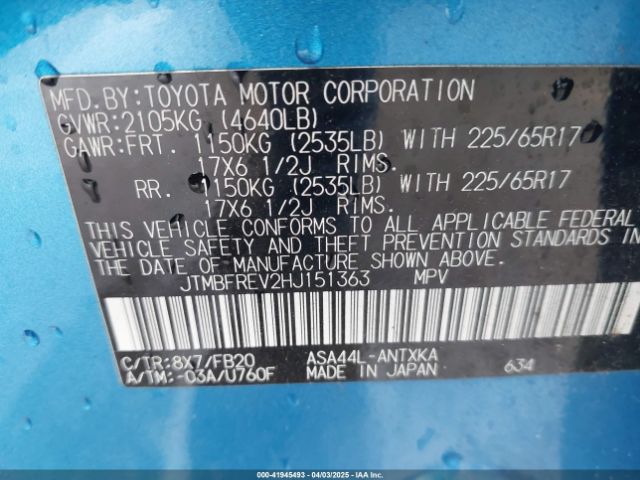 MFD. BY: TOYOTA MOTOR CORPORATION
GVWR: 2105KG (4640LB)
GAWR: FRT. 1150KG (2535LB) WITH 225/65R17
17X6 1/2J RIMS.
RR. 1150KG (2535LB) WITH 225/65R17
17X6 1/2J RIMS.
THIS VEHICLE CONFORMS TO ALL APPLICABLE FEDERAL
VEHICLE SAFETY AND THEFT PREVENTION STANDARDS IN
THE DATE OF MANUFACTURE SHOWN ABOVE.
JTMBFREV2HJ151363 MPV
C/TR: 8X7/FB20 ASA44L-ANTXKA
A/TM: -03A/U760F MADE IN JAPAN 634
000-41945493 - 04/03/2025 - IAAI.COM